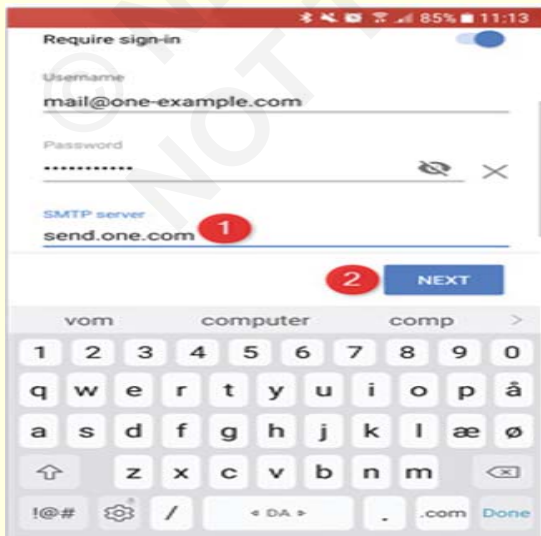 © NOT
85% 11:13
Require sign-in
Username
mail@one-example.com
Password
•••••••••••
SMTP server
send.one.com 1
2 NEXT
vom computer comp >
1 2 3 4 5 6 7 8 9 0
q w e r t y u i o p å
a s d f g h j k l æ ø
z x c v b n m
!@# / < DA > . .com Done